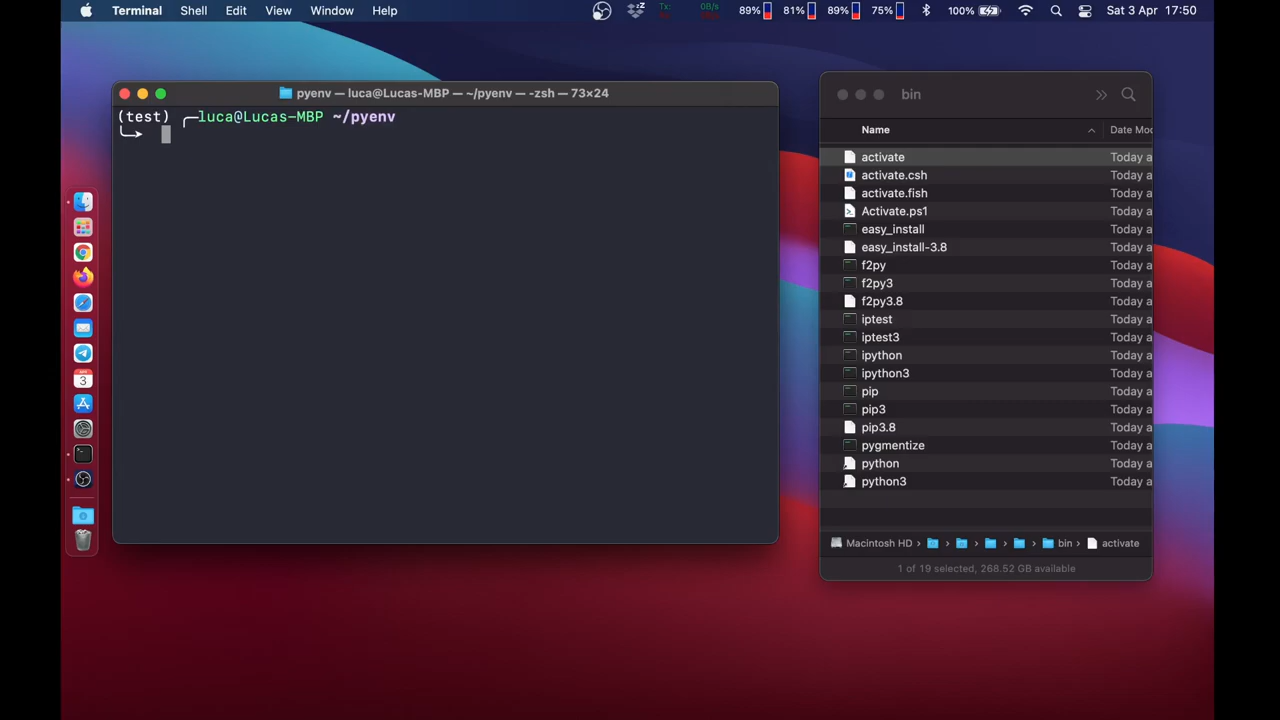 Terminal Shell Edit View Window Help 89% 81% 89% 75% 100% Sat 3 Apr 17:50
pyenv — luca@Lucas-MBP — ~/pyenv — -zsh — 73×24
(test) luca@Lucas-MBP ~/pyenv
bin
Name Date Mod
activate Today a
activate.csh Today a
activate.fish Today a
Activate.ps1 Today a
easy_install Today a
easy_install-3.8 Today a
f2py Today a
f2py3 Today a
f2py3.8 Today a
iptest Today a
iptest3 Today a
ipython Today a
ipython3 Today a
pip Today a
pip3 Today a
pip3.8 Today a
pygmentize Today a
python Today a
python3 Today a
Macintosh HD › › › › › bin › activate
1 of 19 selected, 268.52 GB available
3